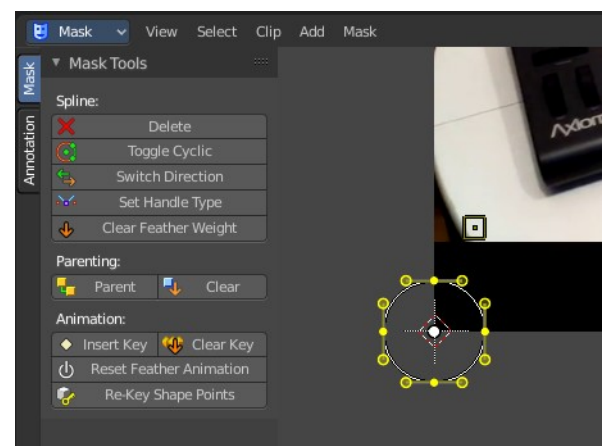 Mask View Select Clip Add Mask
Mask
Annotation
Mask Tools
Spline:
Delete
Toggle Cyclic
Switch Direction
Set Handle Type
Clear Feather Weight
Parenting:
Parent Clear
Animation:
Insert Key Clear Key
Reset Feather Animation
Re-Key Shape Points
Axiom